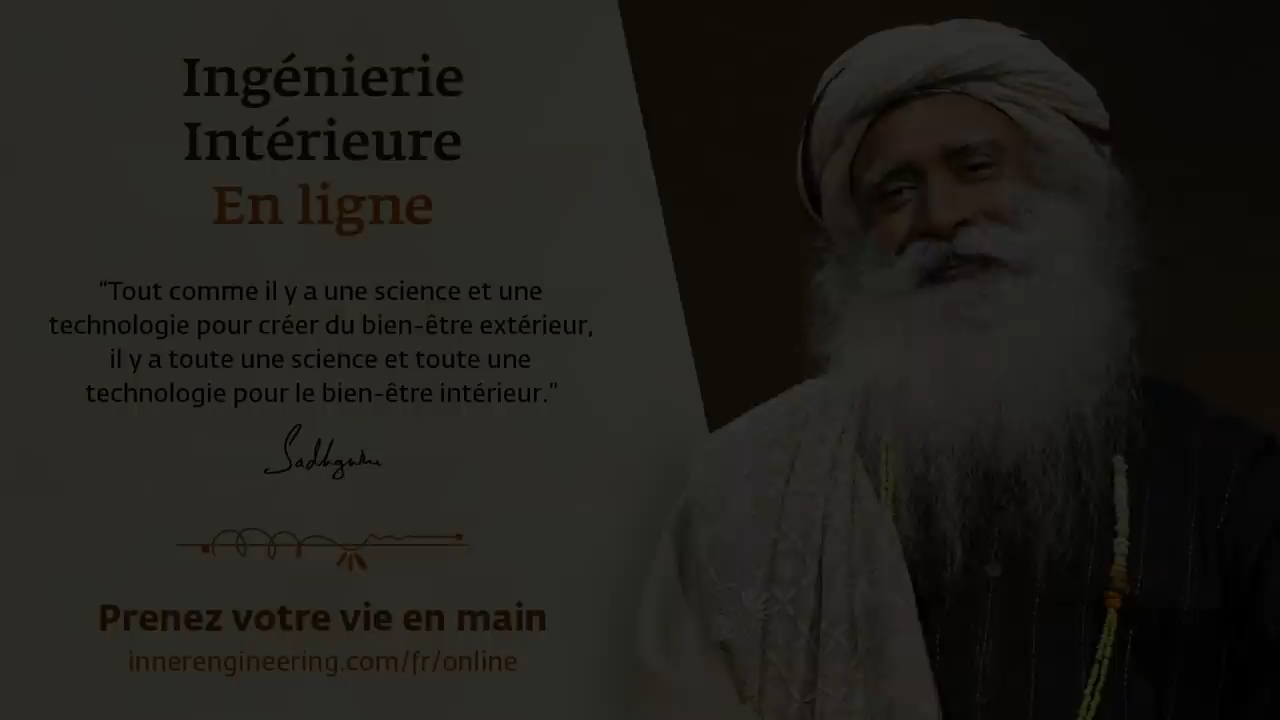 Ingénierie
Intérieure
En ligne
“Tout comme il y a une science et une
technologie pour créer du bien-être extérieur,
il y a toute une science et toute une
technologie pour le bien-être intérieur.”
Sadhguru
Prenez votre vie en main
innerengineering.com/fr/online